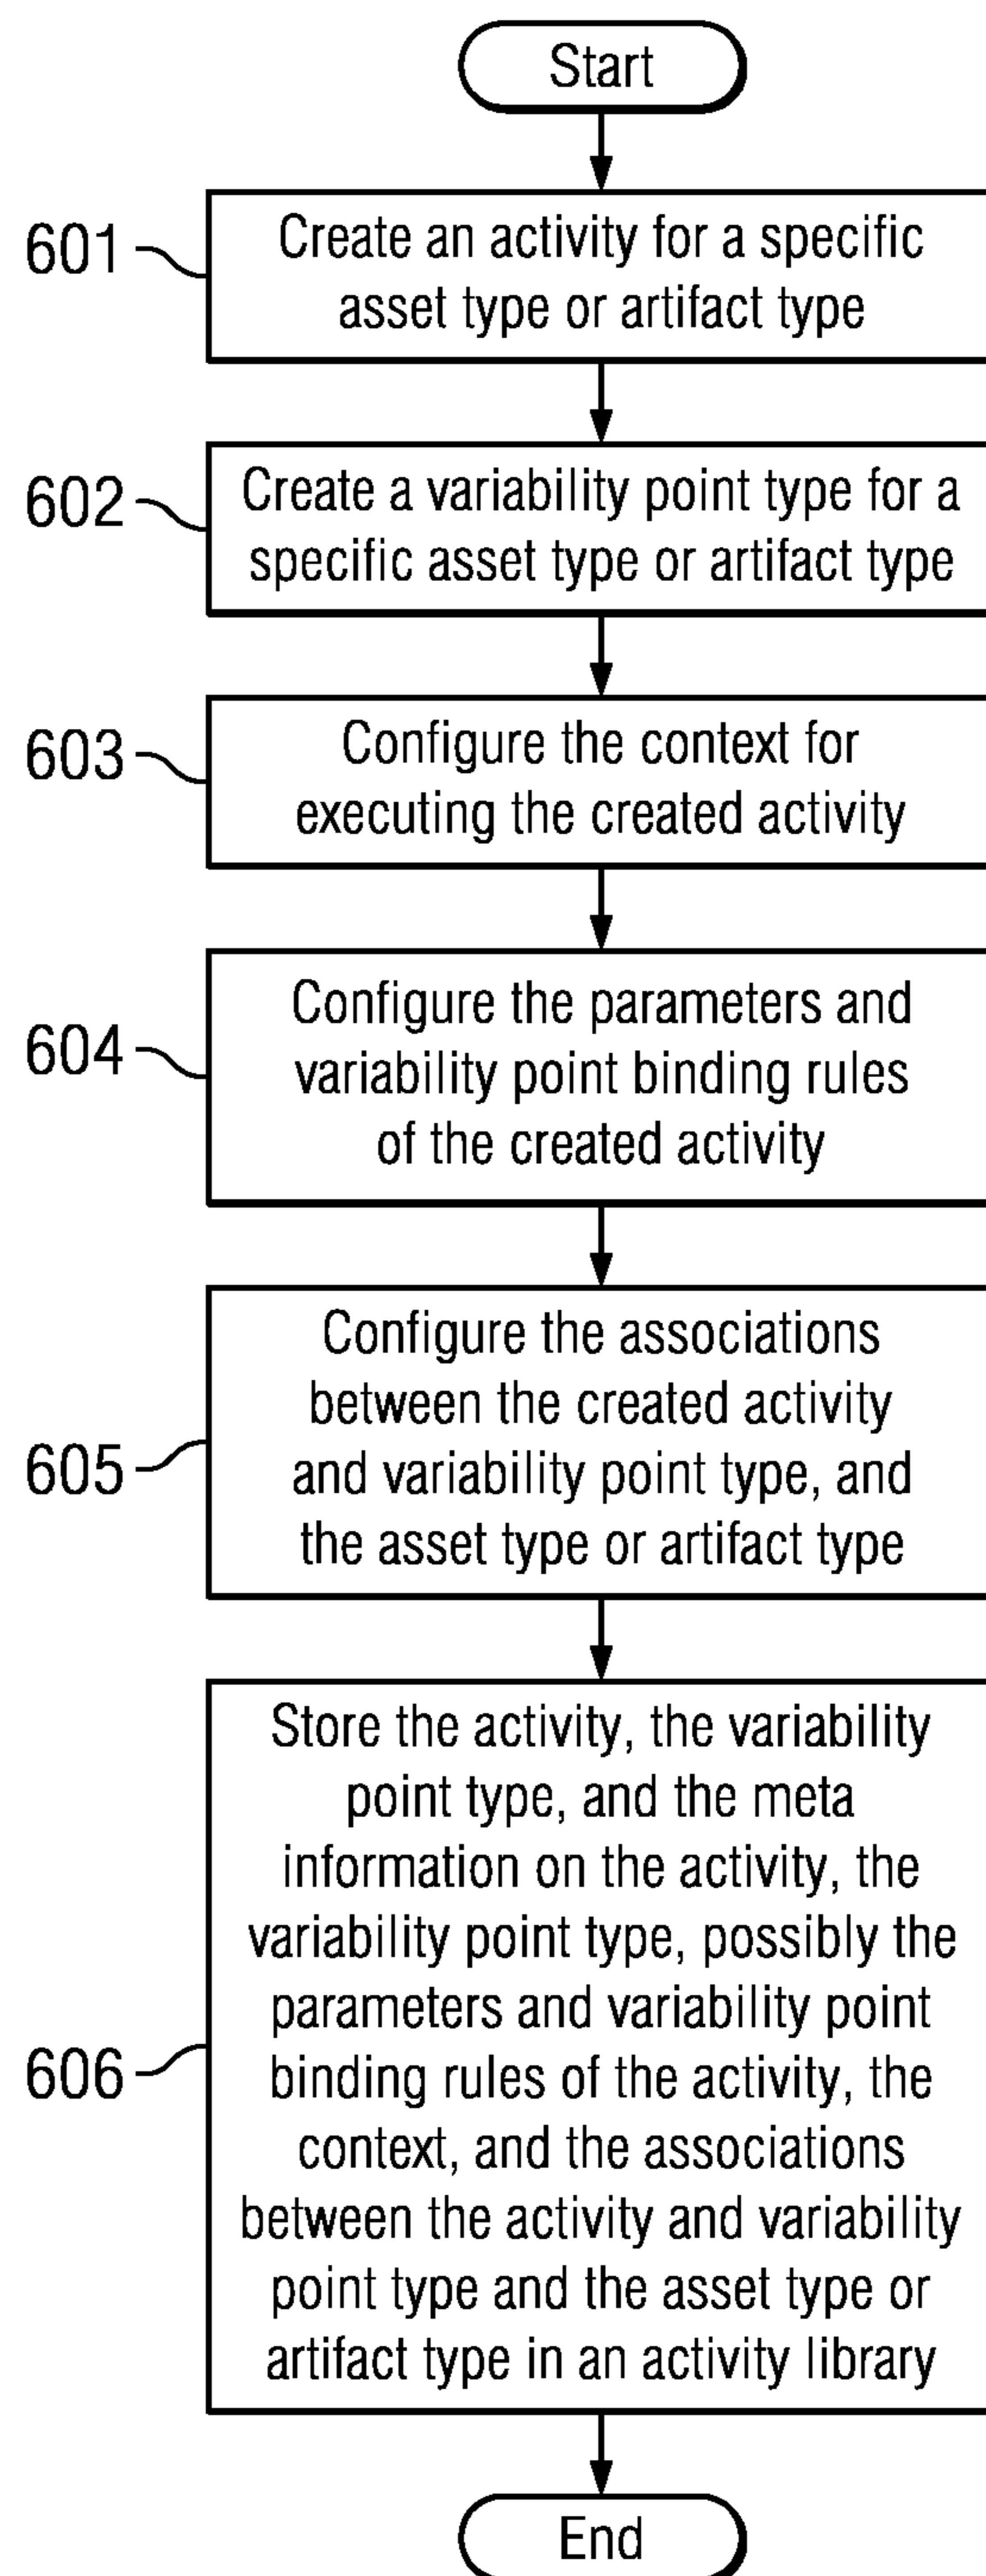 Start
601
Create an activity for a specific
asset type or artifact type
602
Create a variability point type for a
specific asset type or artifact type
603
Configure the context for
executing the created activity
604
Configure the parameters and
variability point binding rules
of the created activity
605
Configure the associations
between the created activity
and variability point type, and
the asset type or artifact type
606
Store the activity, the variability
point type, and the meta
information on the activity, the
variability point type, possibly the
parameters and variability point
binding rules of the activity, the
context, and the associations
between the activity and variability
point type and the asset type or
artifact type in an activity library
End